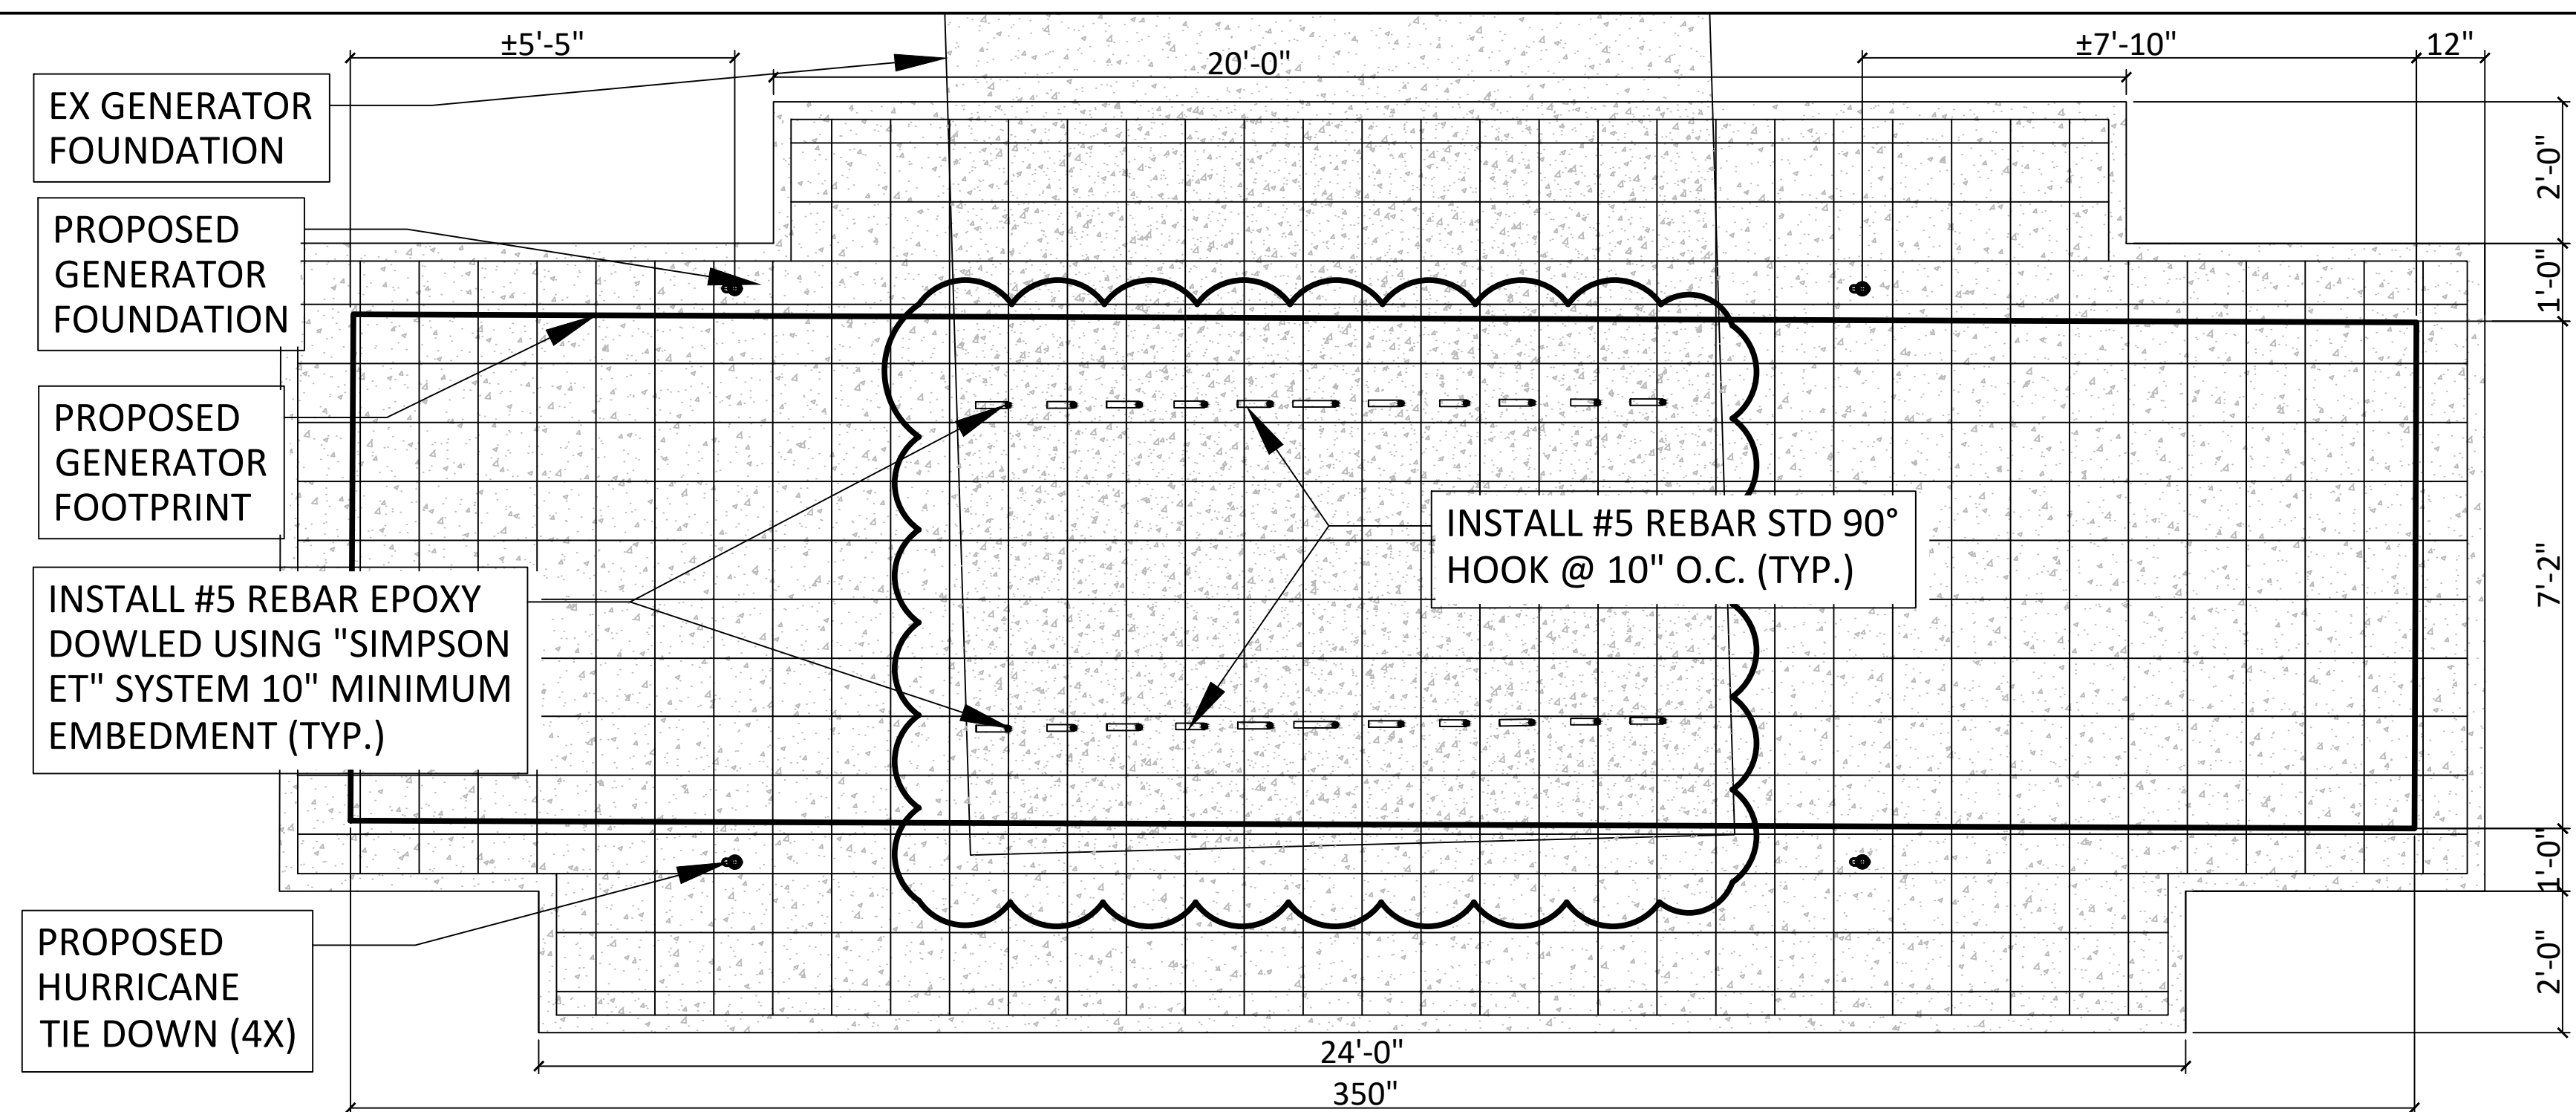 ±5'-5"
20'-0"
±7'-10"
12"
EX GENERATOR
FOUNDATION
2'-0"
PROPOSED
GENERATOR
FOUNDATION
1'-0"
PROPOSED
GENERATOR
FOOTPRINT
INSTALL #5 REBAR STD 90°
HOOK @ 10" O.C. (TYP.)
7'-2"
INSTALL #5 REBAR EPOXY
DOWLED USING "SIMPSON
ET" SYSTEM 10" MINIMUM
EMBEDMENT (TYP.)
1'-0"
PROPOSED
HURRICANE
TIE DOWN (4X)
2'-0"
24'-0"
350"